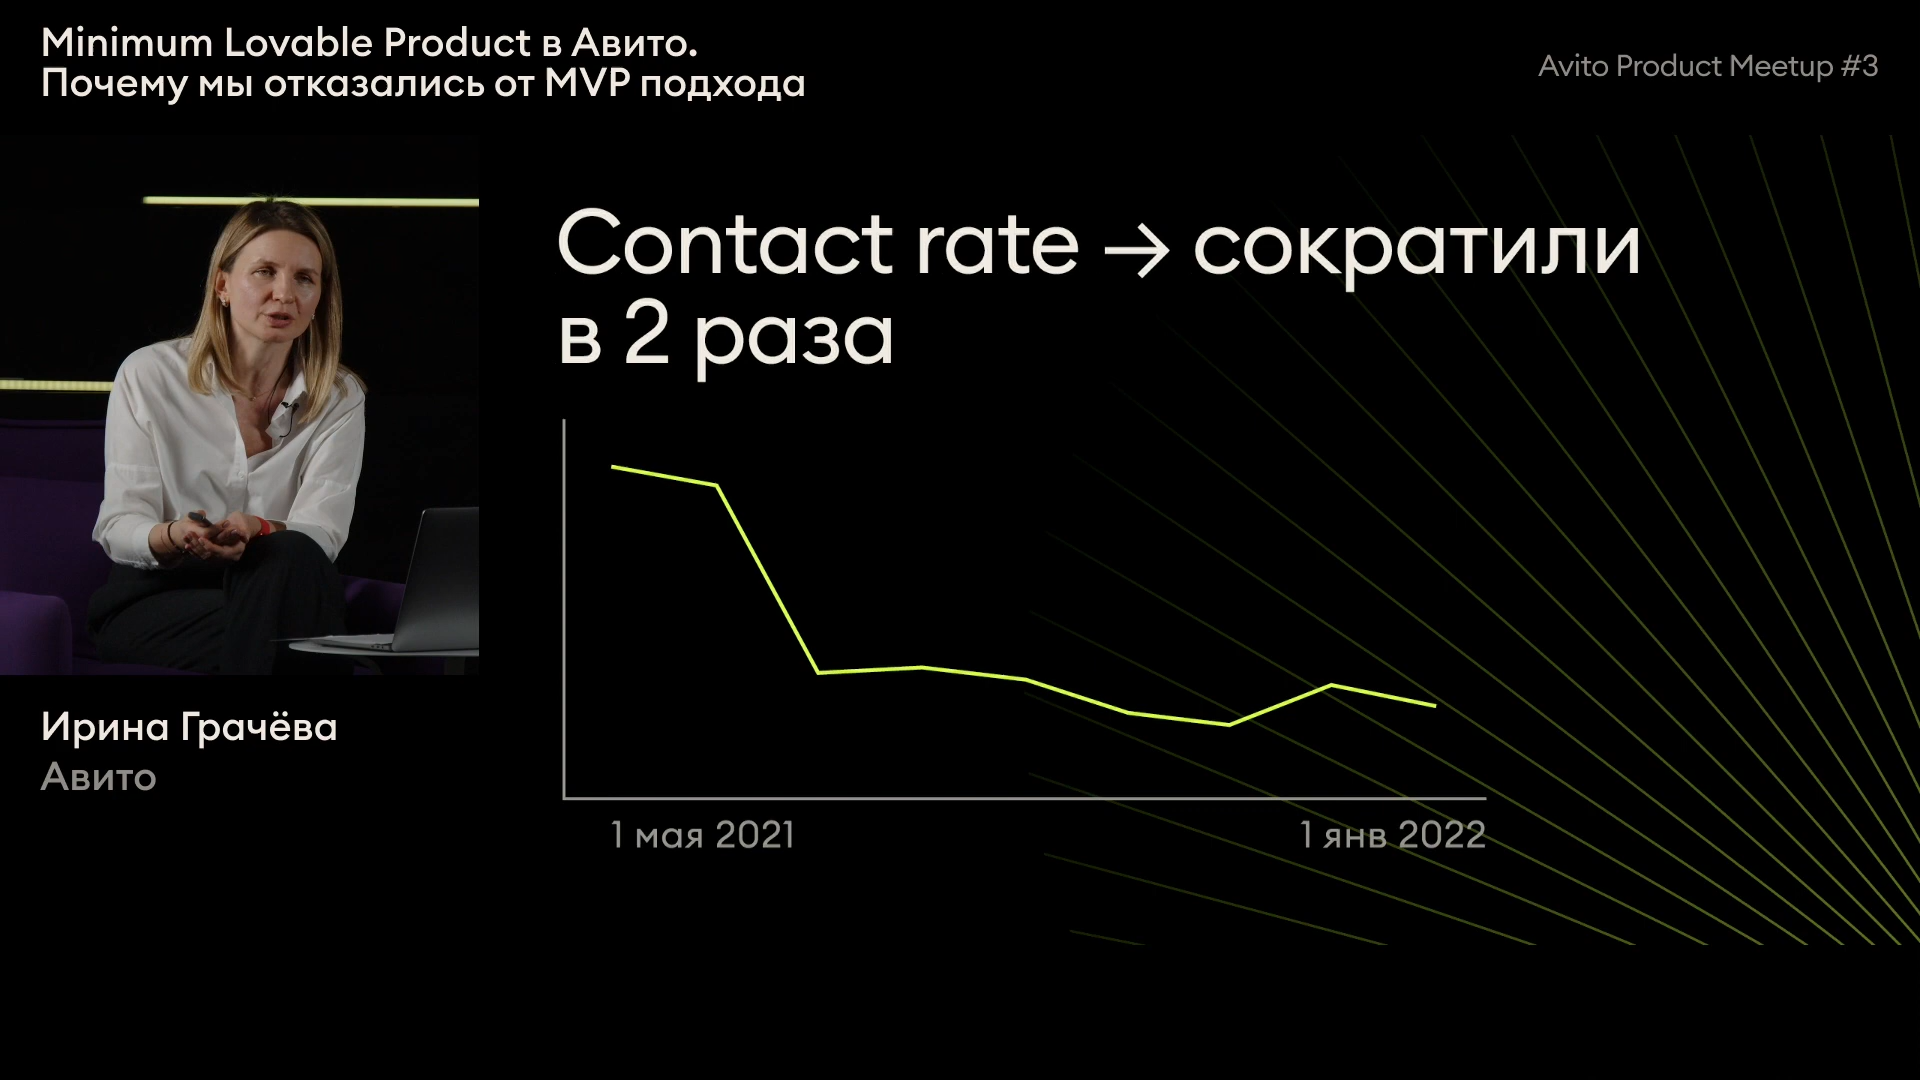 Minimum Lovable Product в Авито.
Почему мы отказались от MVP подхода
Avito Product Meetup #3
Contact rate → сократили
в 2 раза
1 мая 2021
1 янв 2022
Ирина Грачёва
Авито